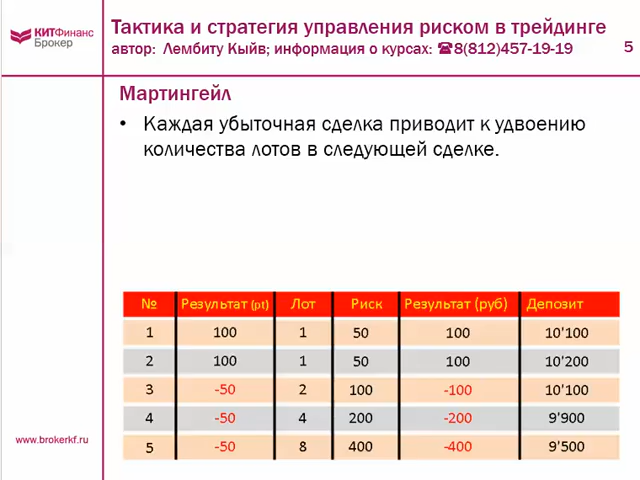 КИТФинанс
Брокер
Тактика и стратегия управления риском в трейдинге
автор: Лембиту Кыйв; информация о курсах: ☎8(812)457-19-19
5
Мартингейл
• Каждая убыточная сделка приводит к удвоению
количества лотов в следующей сделке.
№ Результат (pt) Лот Риск Результат (руб) Депозит
1 100 1 50 100 10'100
2 100 1 50 100 10'200
3 -50 2 100 -100 10'100
4 -50 4 200 -200 9'900
5 -50 8 400 -400 9'500
www.brokerkf.ru